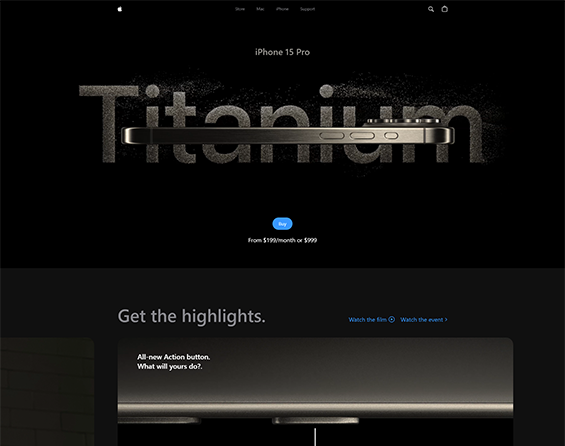 Store Mac iPhone Support
iPhone 15 Pro
Titanium
Buy
From $199/month or $999
Get the highlights.
Watch the film Watch the event >
All-new Action button.
What will yours do?.